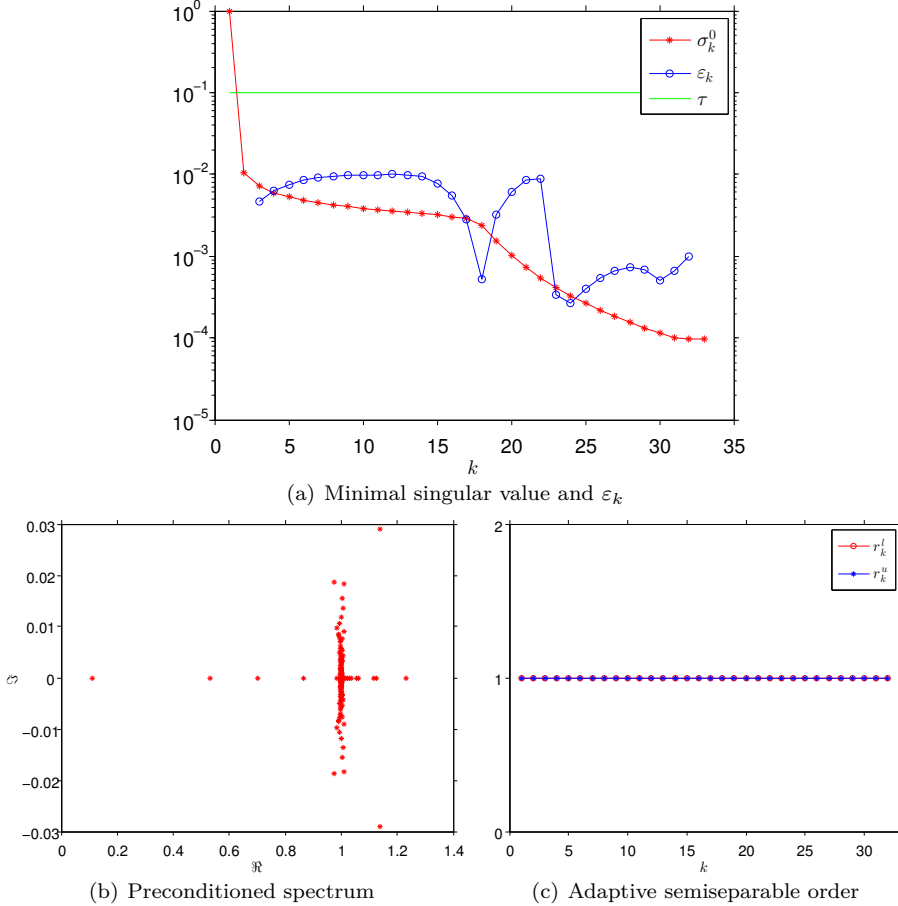 10^0
10^-1
10^-2
10^-3
10^-4
10^-5
0 5 10 15 20 25 30 35
k
σ_k^0
ε_k
τ
(a) Minimal singular value and ε_k
0.03
0.02
0.01
0
−0.01
−0.02
−0.03
ℑ
0 0.2 0.4 0.6 0.8 1 1.2 1.4
ℜ
(b) Preconditioned spectrum
2
1
0
0 5 10 15 20 25 30
k
r_k^l
r_k^u
(c) Adaptive semiseparable order